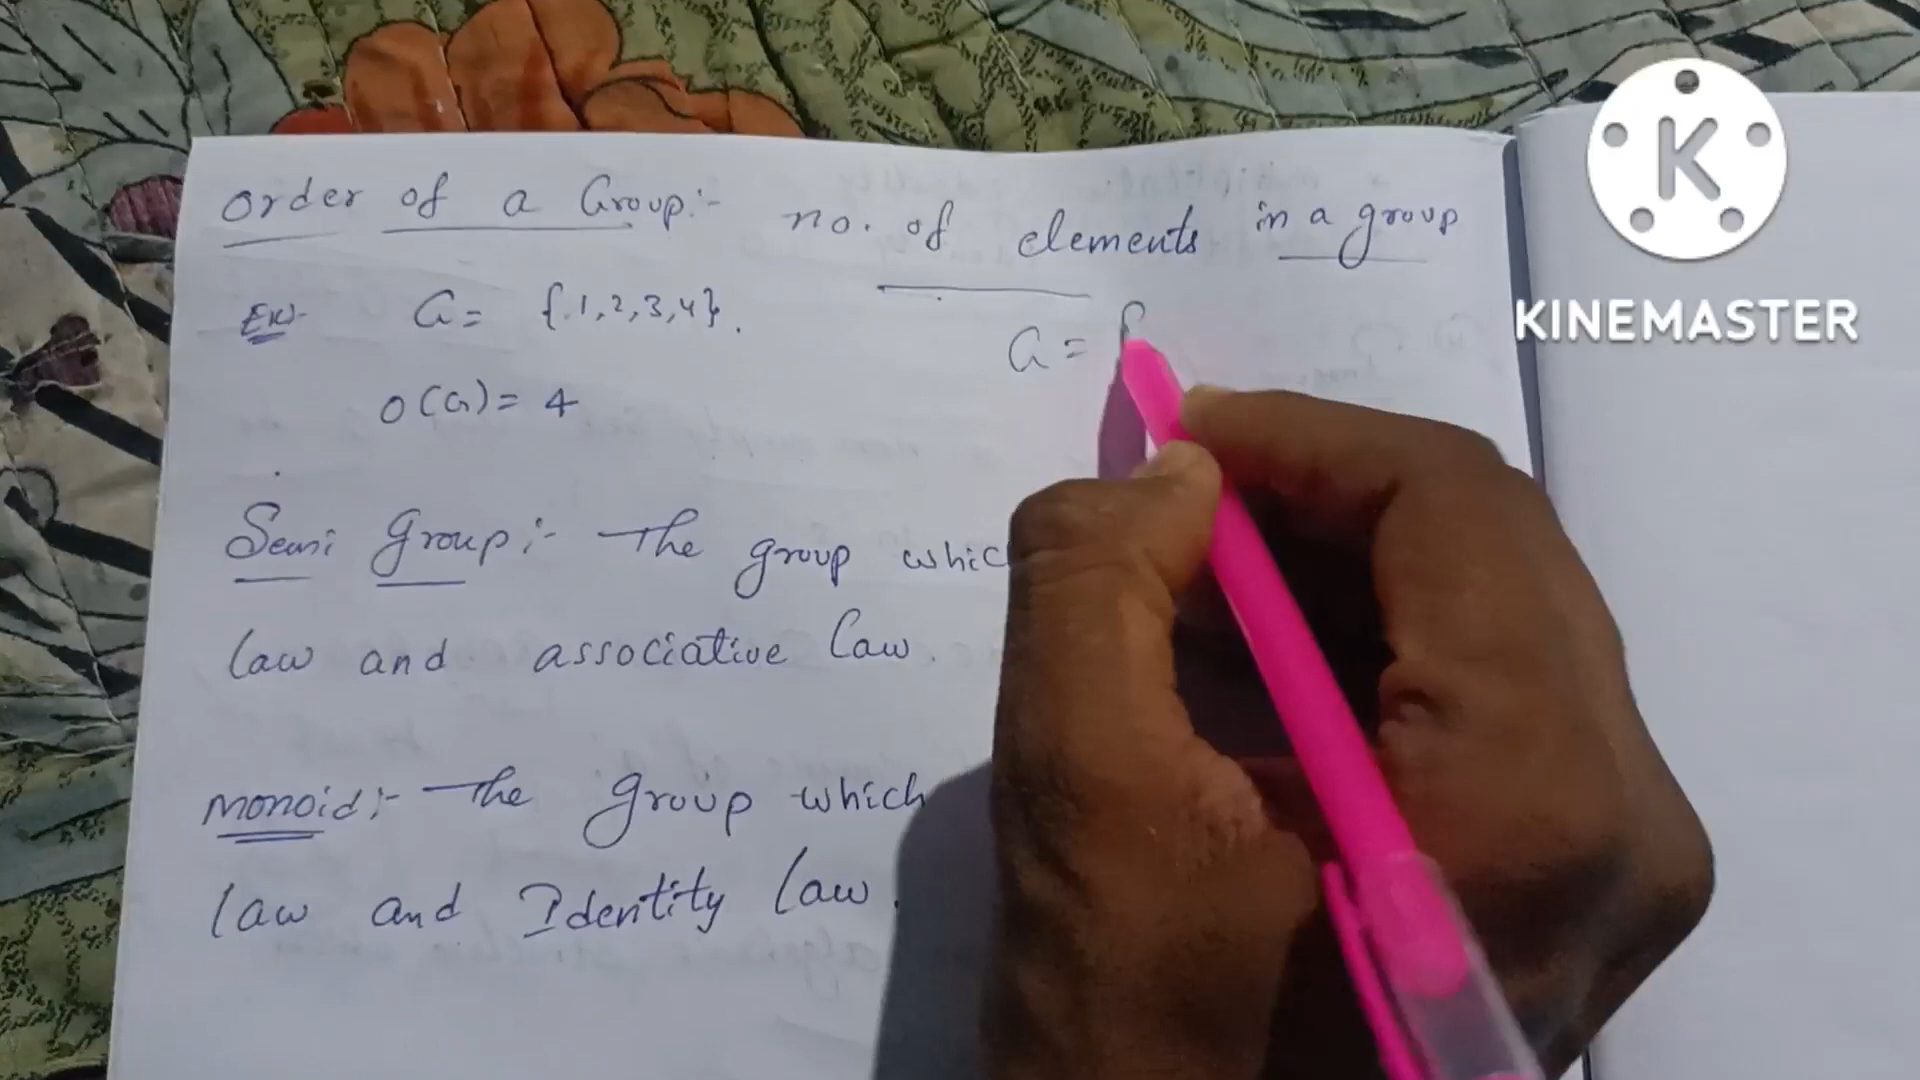 Order of a Group:- no. of elements in a group
Ex:- G = {1,2,3,4}.
G = {
O(G) = 4
Semi Group:- The group which
law and associative law.
Monoid:- The group which
law and Identity law.
K
KINEMASTER